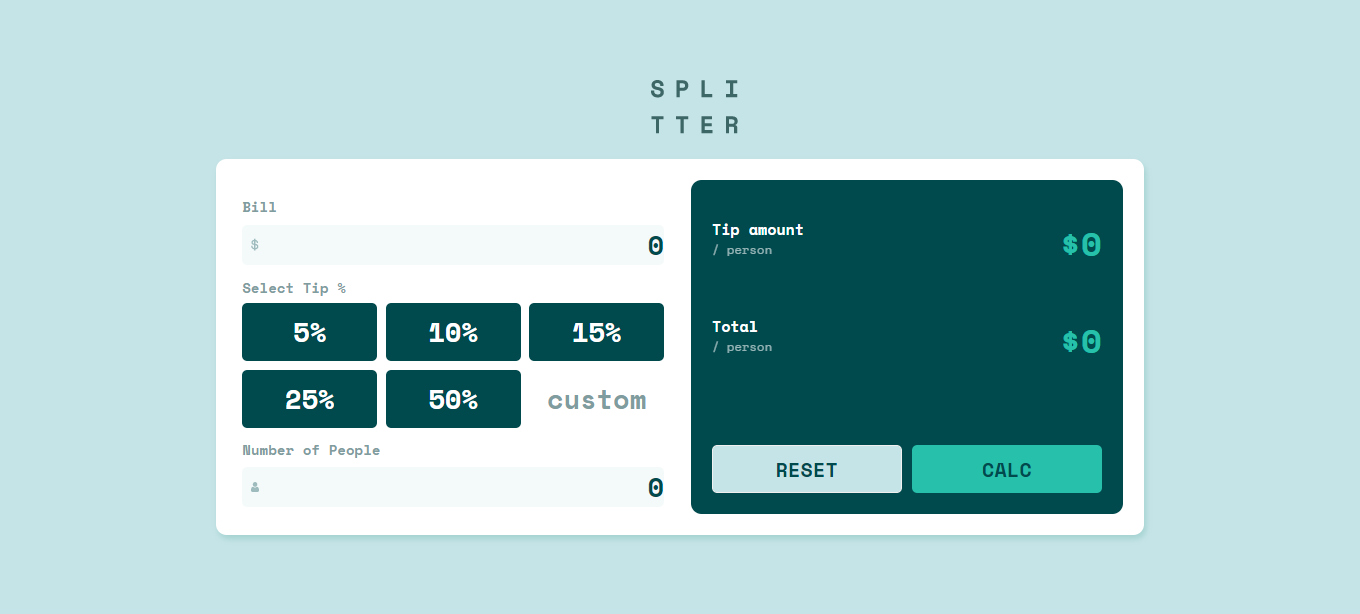 SPLI
TTER
Bill
$ 0
Select Tip %
5% 10% 15%
25% 50% custom
Number of People
0
Tip amount
/ person
$0
Total
/ person
$0
RESET CALC